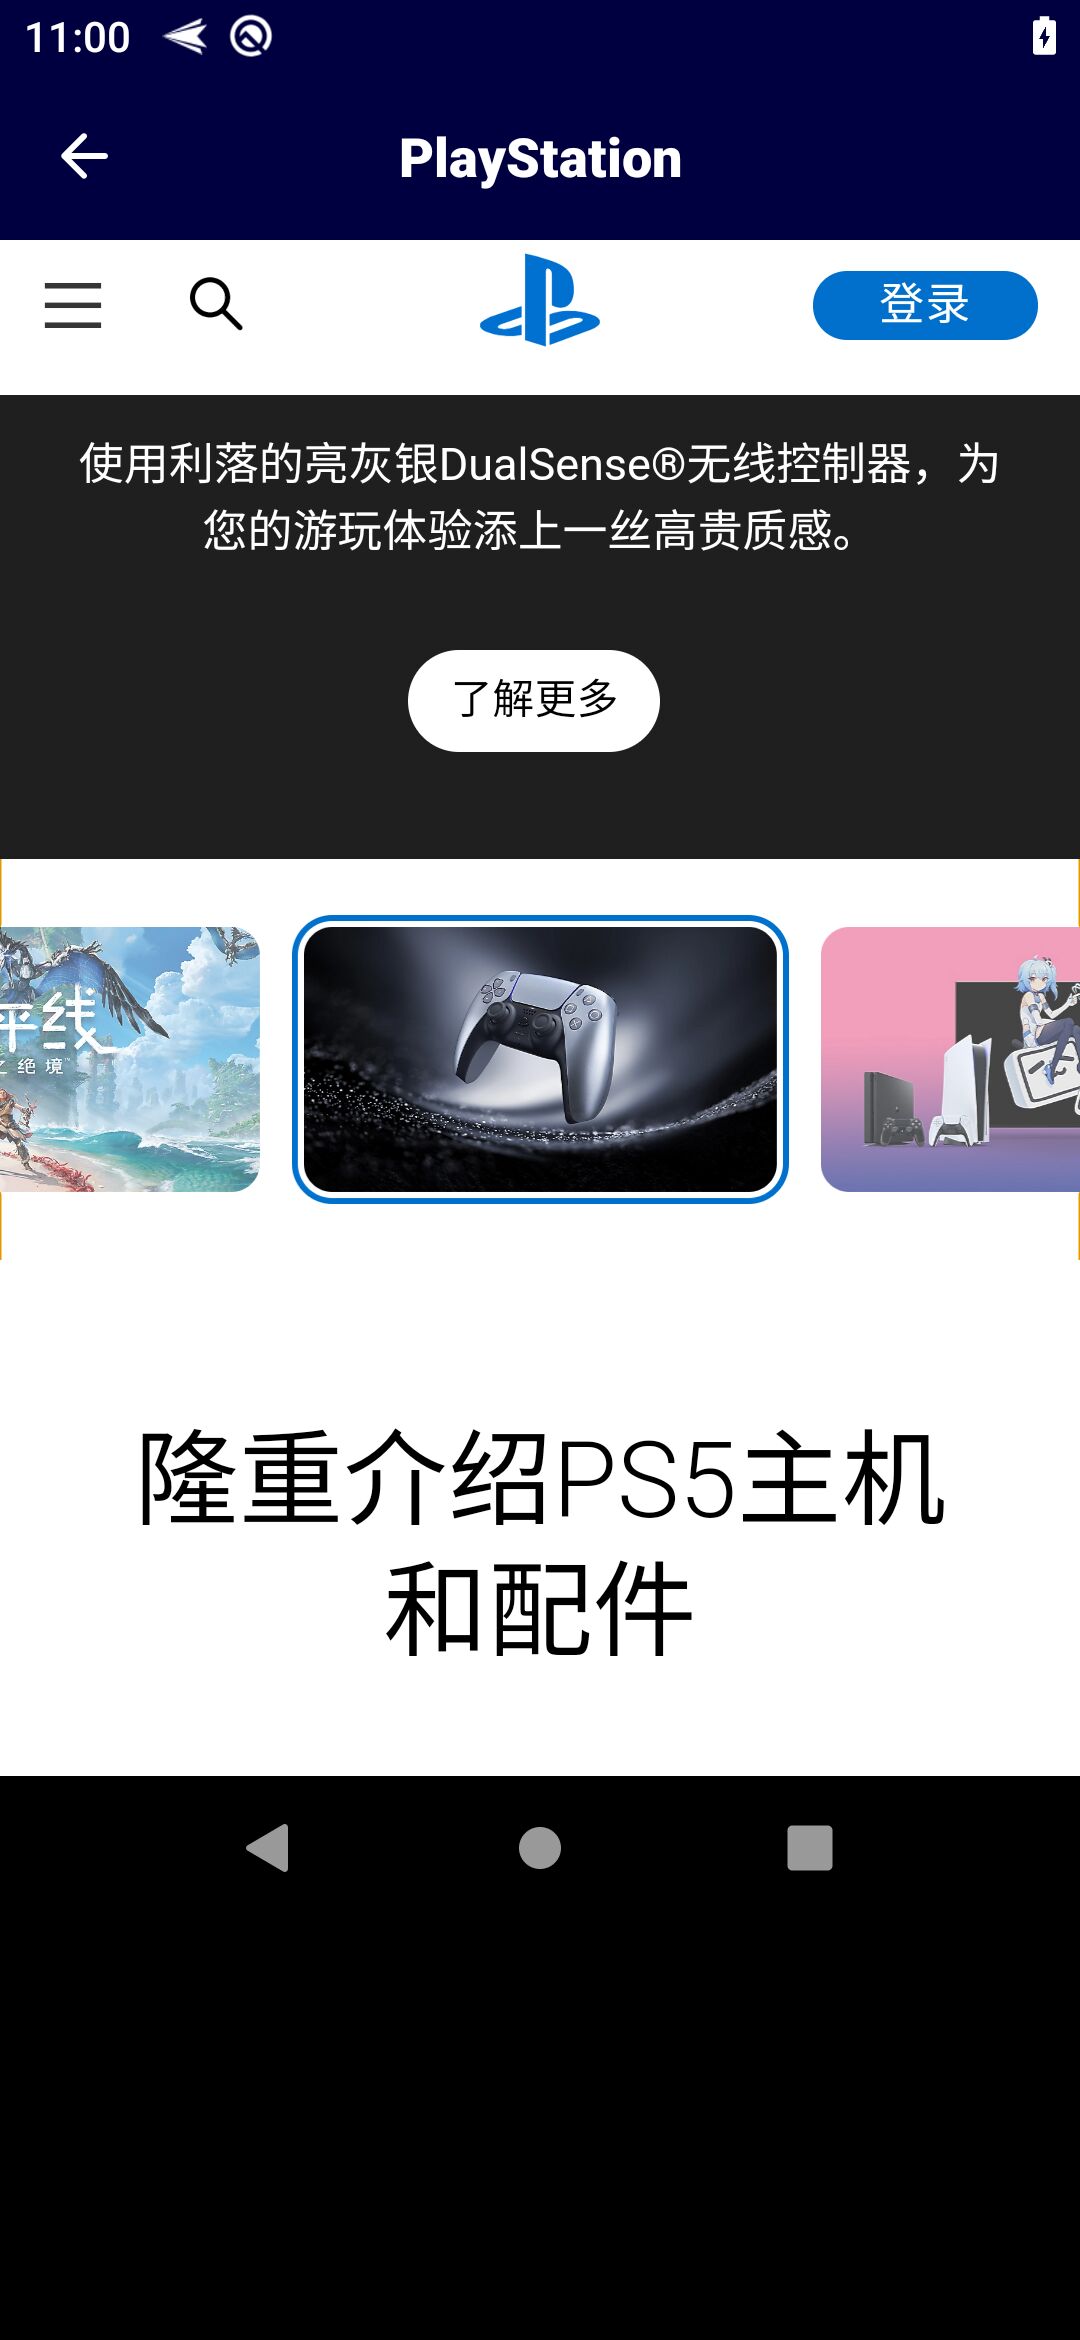 11:00
PlayStation
登录
使用利落的亮灰银DualSense®无线控制器，为
您的游玩体验添上一丝高贵质感。
了解更多
平线
之绝境™
隆重介绍PS5主机
和配件